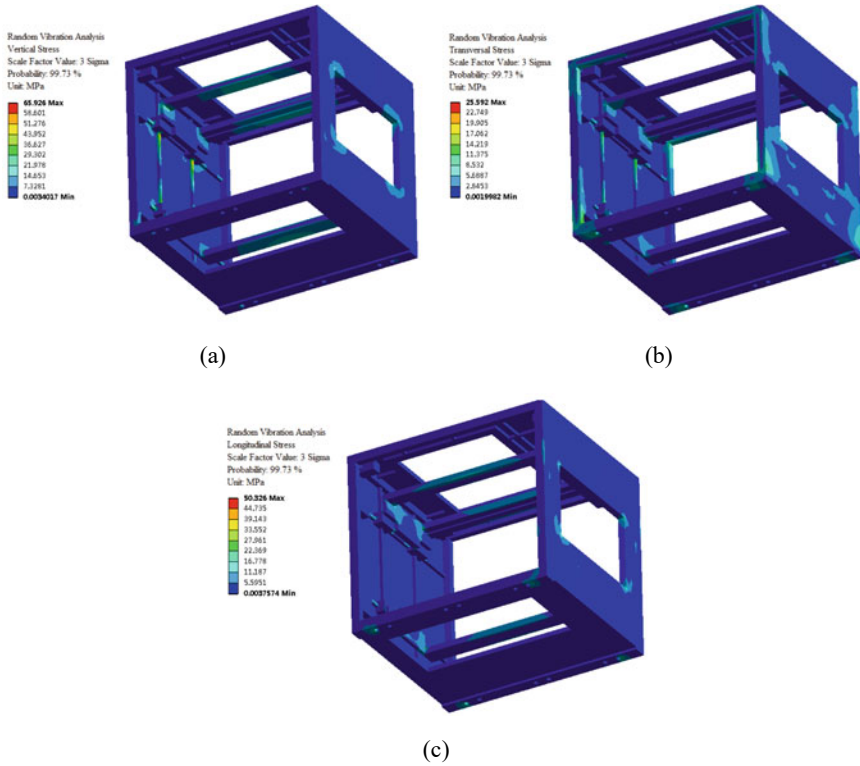 Random Vibration Analysis
Vertical Stress
Scale Factor Value: 3 Sigma
Probability: 99.73 %
Unit: MPa
65.926 Max
58.601
51.276
43.952
36.627
29.302
21.978
14.653
7.3281
0.0034017 Min
(a)
Random Vibration Analysis
Transversal Stress
Scale Factor Value: 3 Sigma
Probability: 99.73 %
Unit: MPa
25.592 Max
22.749
19.905
17.062
14.219
11.375
8.532
5.6887
2.8453
0.0019982 Min
(b)
Random Vibration Analysis
Longitudinal Stress
Scale Factor Value: 3 Sigma
Probability: 99.73 %
Unit: MPa
50.326 Max
44.735
39.143
33.552
27.961
22.369
16.778
11.187
5.5951
0.0037574 Min
(c)